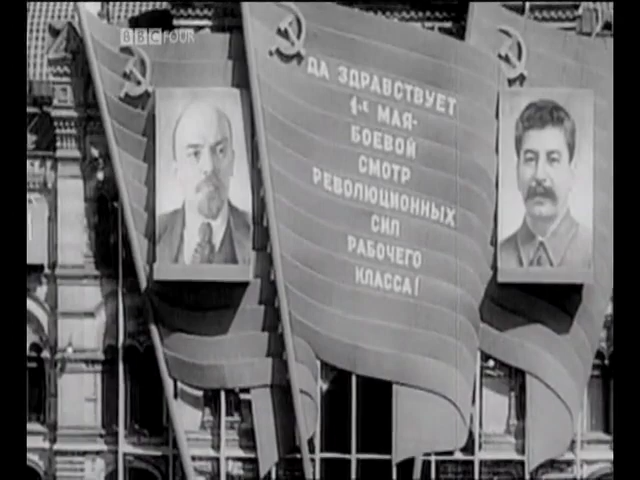 BBC FOUR
ДА ЗДРАВСТВУЕТ
1-Е МАЯ-
БОЕВОЙ
СМОТР
РЕВОЛЮЦИОННЫХ
СИЛ
РАБОЧЕГО
КЛАССА!